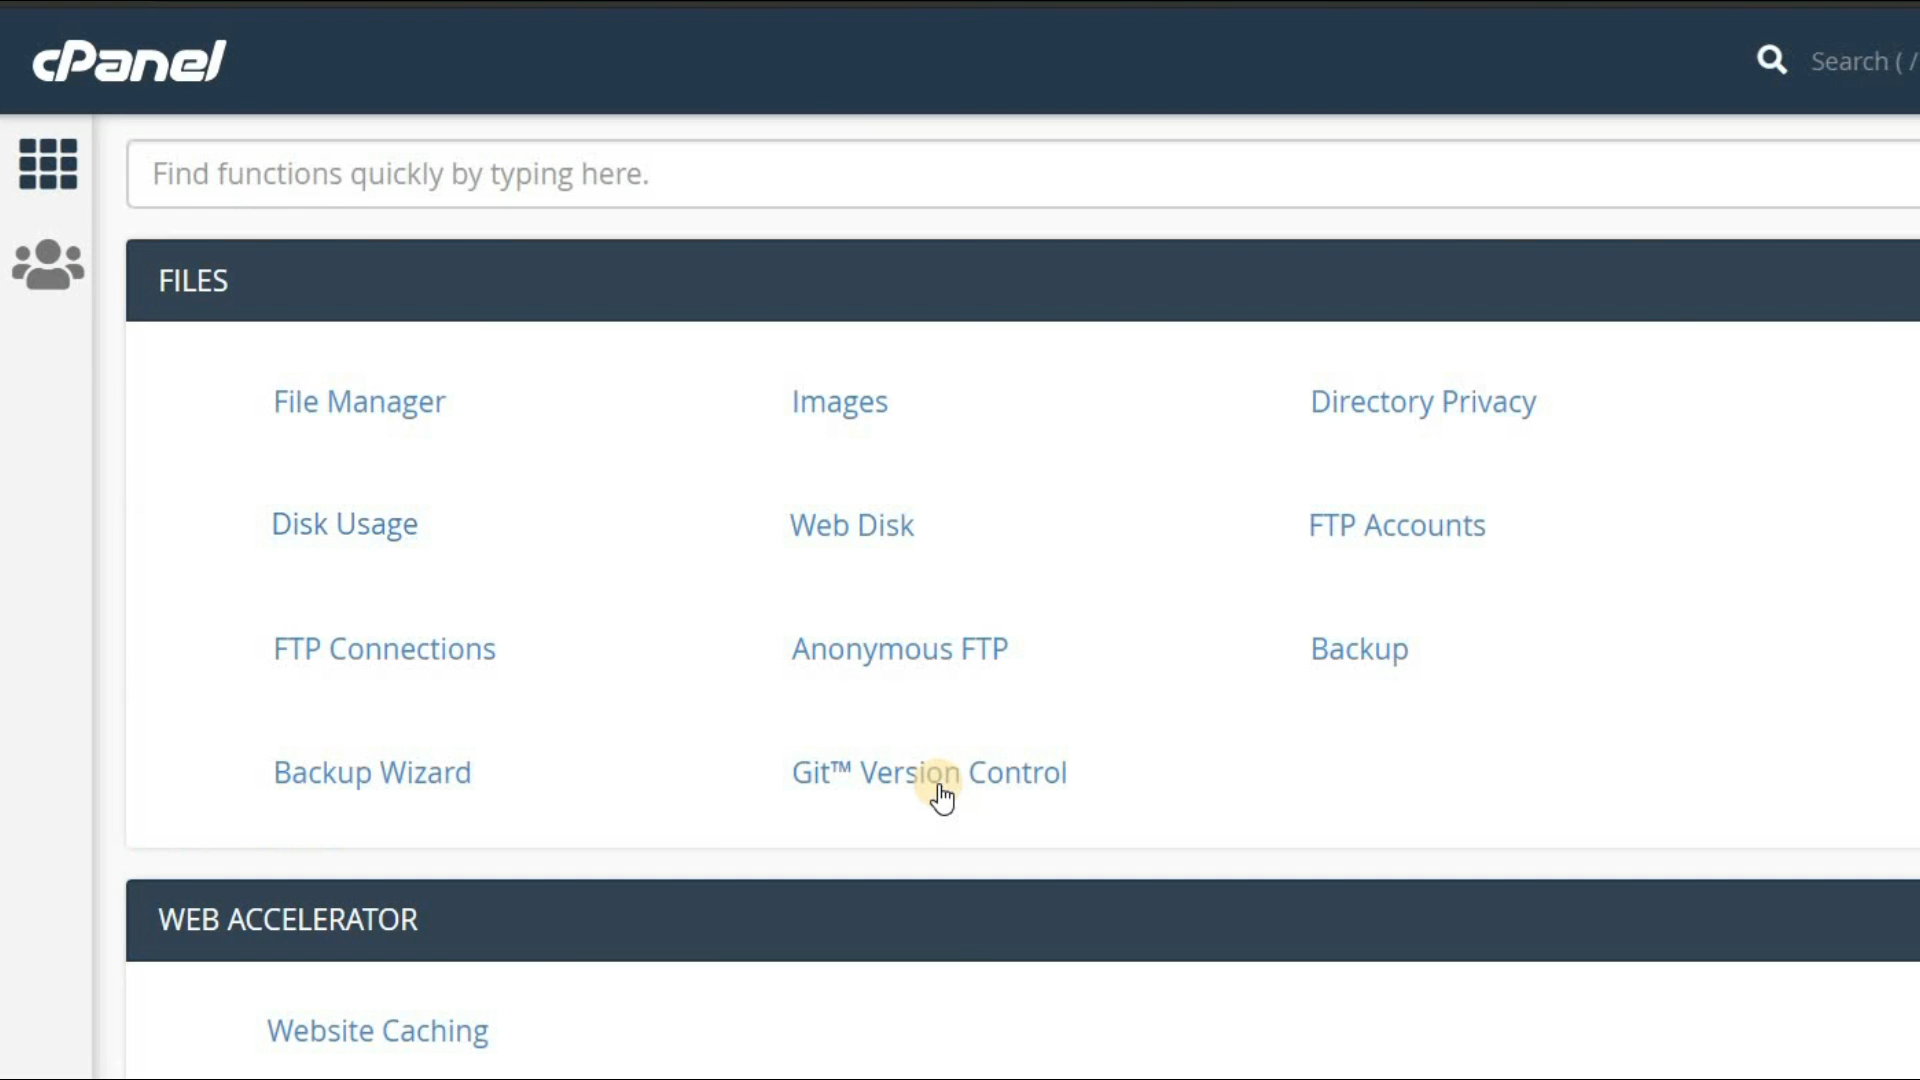 cPanel
Search ( /
Find functions quickly by typing here.
FILES
File Manager
Images
Directory Privacy
Disk Usage
Web Disk
FTP Accounts
FTP Connections
Anonymous FTP
Backup
Backup Wizard
Git™ Version Control
WEB ACCELERATOR
Website Caching